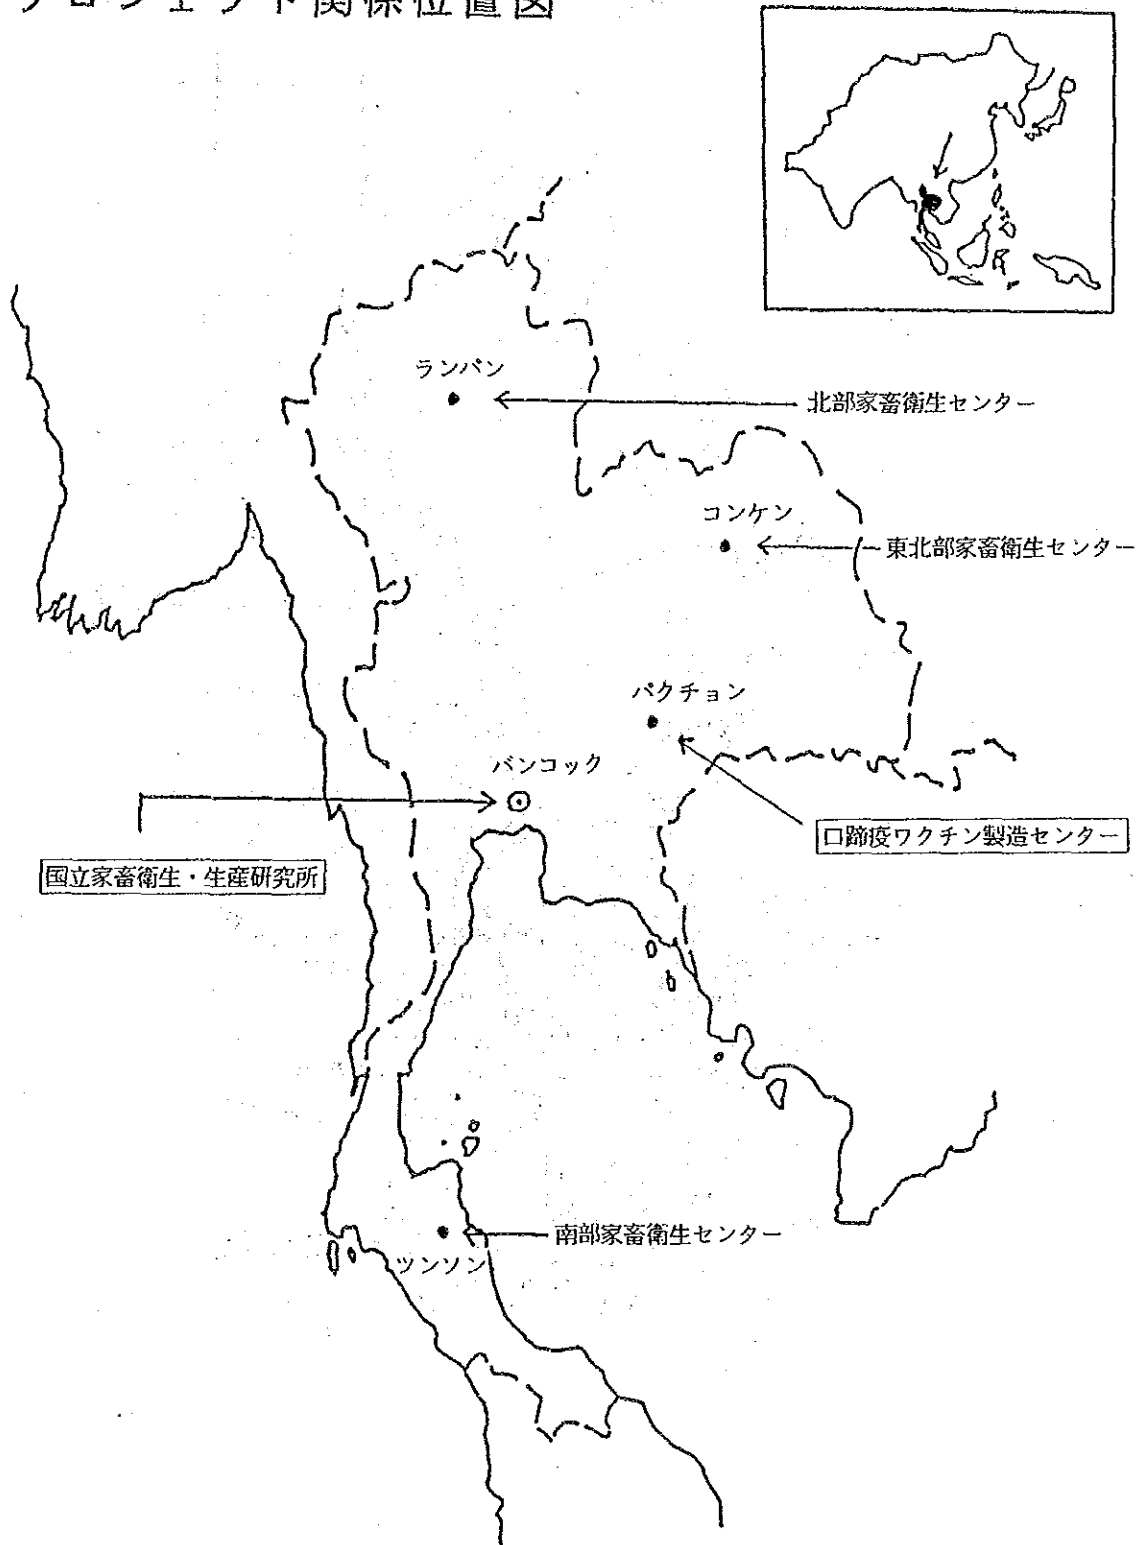 プロジェクト関係位置図
ランパン
北部家畜衛生センター
コンケン
東北部家畜衛生センター
パクチョン
バンコック
口蹄疫ワクチン製造センター
国立家畜衛生・生産研究所
南部家畜衛生センター
ツンソン